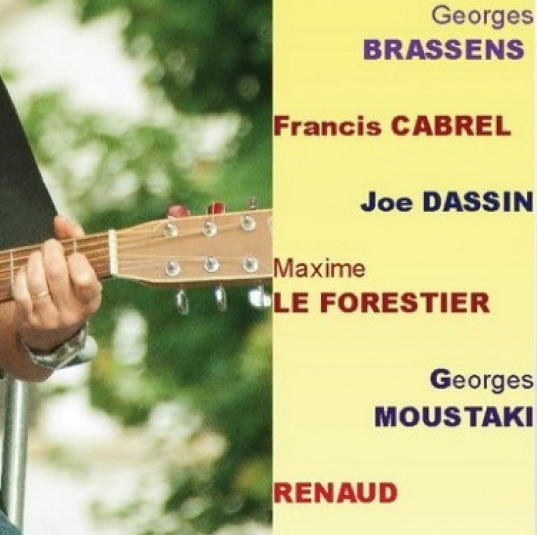 Georges
BRASSENS
Francis CABREL
Joe DASSIN
Maxime
LE FORESTIER
Georges
MOUSTAKI
RENAUD